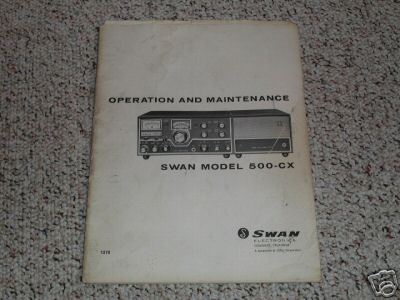 OPERATION AND MAINTENANCE
SWAN MODEL 500-CX
S SWAN
ELECTRONICS